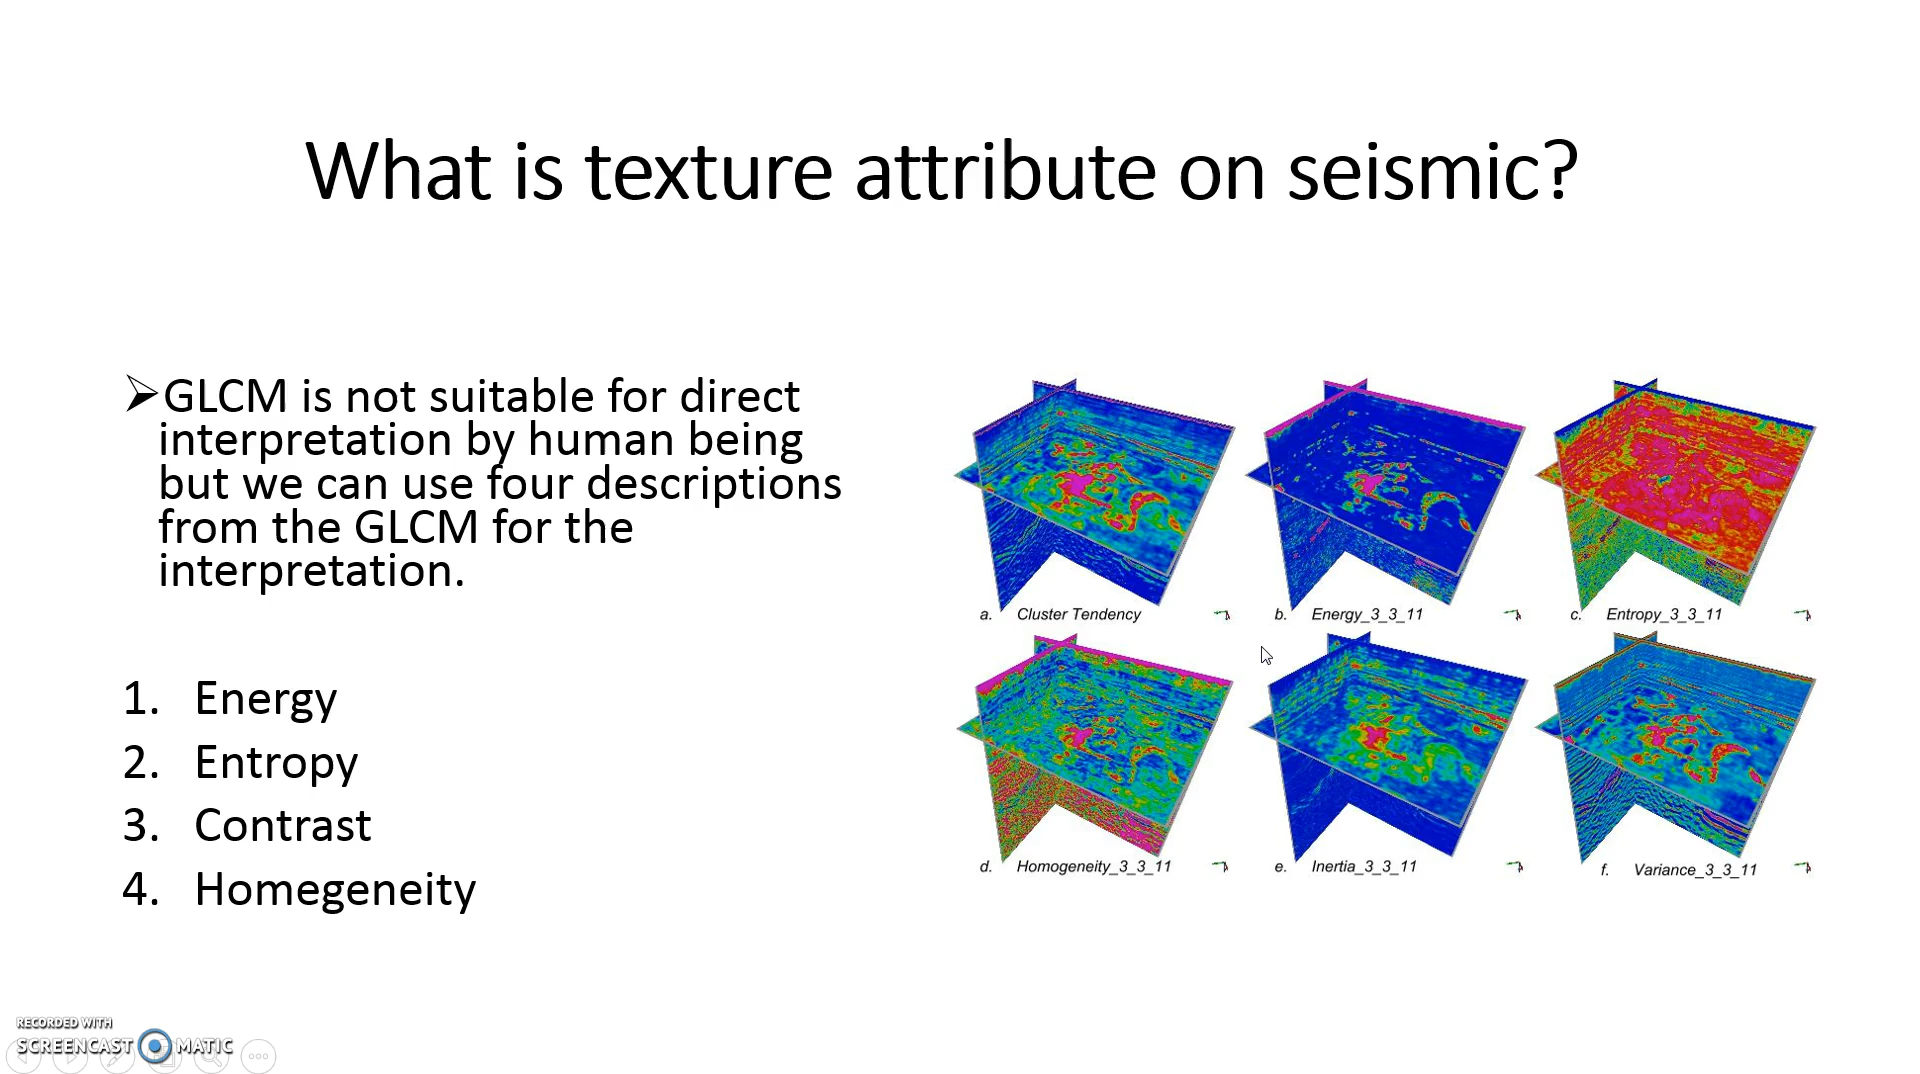 What is texture attribute on seismic?
➢GLCM is not suitable for direct
interpretation by human being
but we can use four descriptions
from the GLCM for the
interpretation.
1. Energy
2. Entropy
3. Contrast
4. Homegeneity
a. Cluster Tendency
b. Energy_3_3_11
c. Entropy_3_3_11
d. Homogeneity_3_3_11
e. Inertia_3_3_11
f. Variance_3_3_11
RECORDED WITH
SCREENCAST MATIC